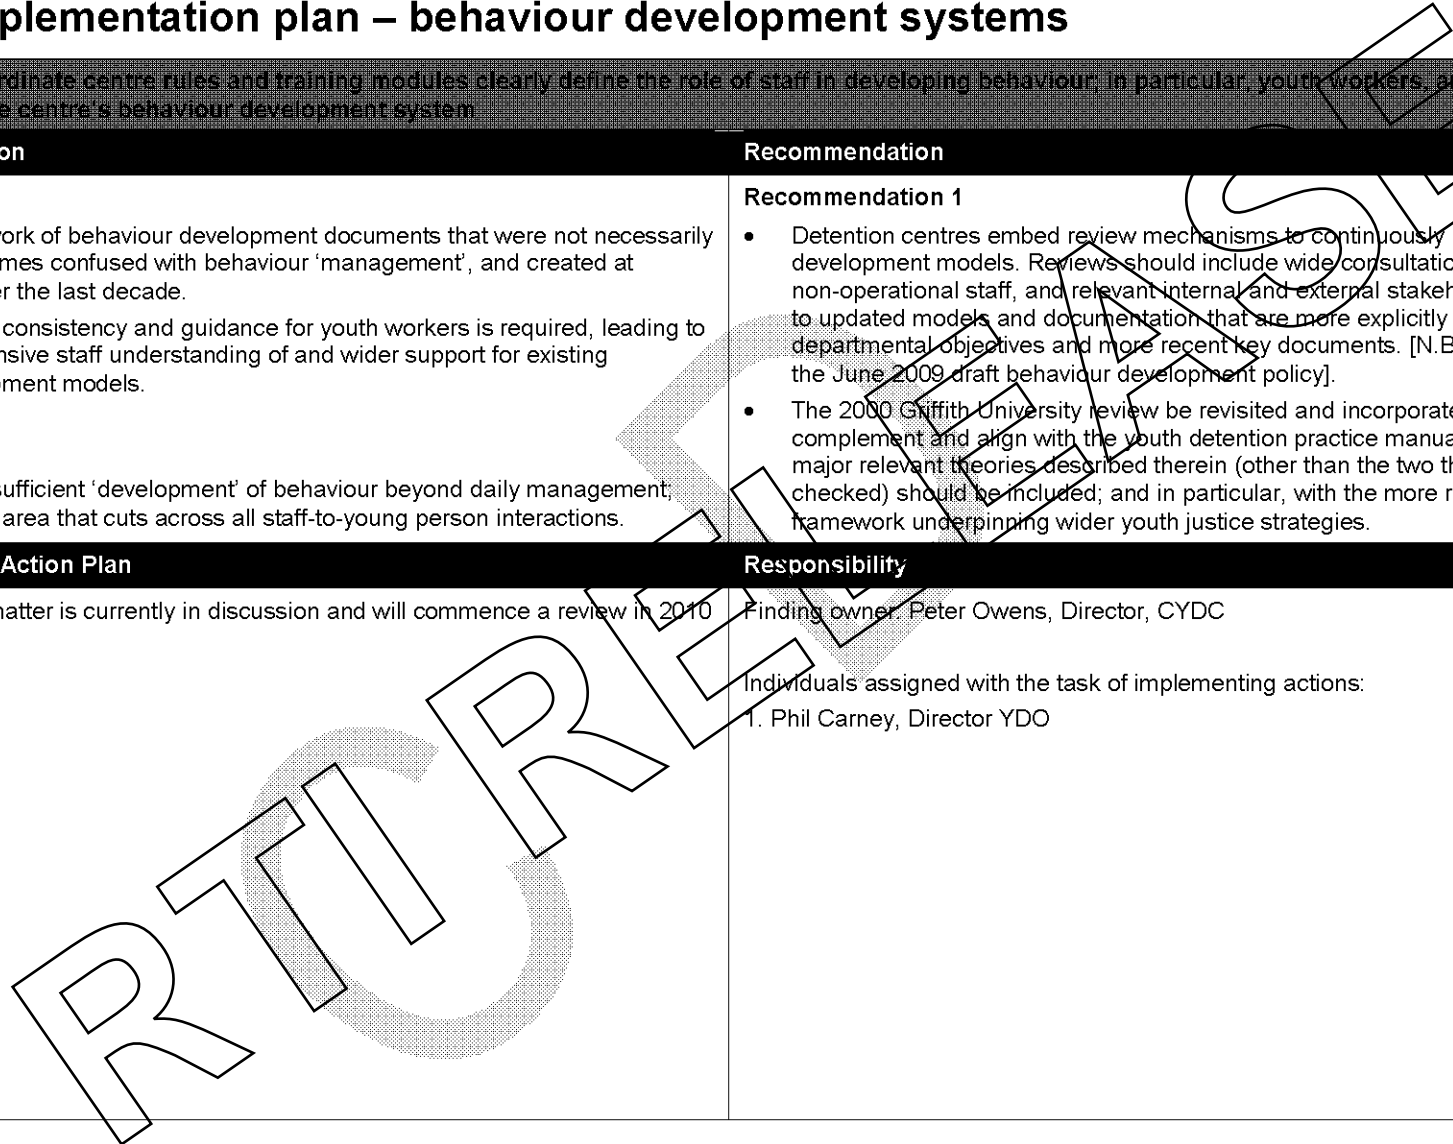 plementation plan – behaviour development systems
rdinate centre rules and training modules clearly define the role of staff in developing behaviour; in particular, youth workers, a
e centre's behaviour development system
on
work of behaviour development documents that were not necessarily
mes confused with behaviour 'management', and created at
r the last decade.
consistency and guidance for youth workers is required, leading to
nsive staff understanding of and wider support for existing
ment models.
sufficient 'development' of behaviour beyond daily management;
area that cuts across all staff-to-young person interactions.
Recommendation
Recommendation 1
• Detention centres embed review mechanisms to continuously
development models. Reviews should include wide consultatio
non-operational staff, and relevant internal and external stakeh
to updated models and documentation that are more explicitly
departmental objectives and more recent key documents. [N.B
the June 2009 draft behaviour development policy].
• The 2000 Griffith University review be revisited and incorporate
complement and align with the youth detention practice manua
major relevant theories described therein (other than the two th
checked) should be included; and in particular, with the more r
framework underpinning wider youth justice strategies.
Action Plan
natter is currently in discussion and will commence a review in 2010
Responsibility
Finding owner: Peter Owens, Director, CYDC
Individuals assigned with the task of implementing actions:
1. Phil Carney, Director YDO
RTI RELEASE